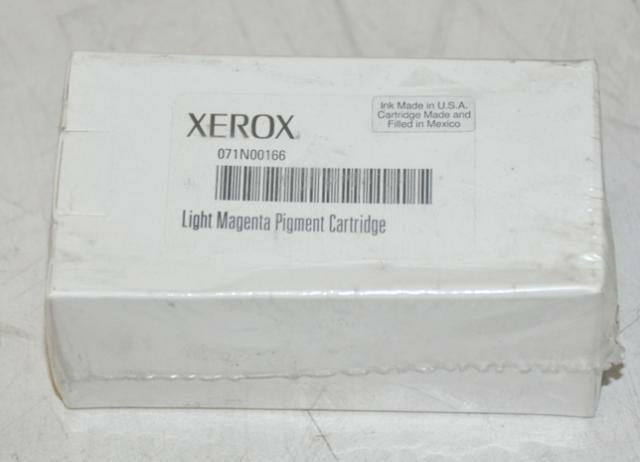 XEROX
Ink Made in U.S.A.
Cartridge Made and
Filled in Mexico
071N00166
Light Magenta Pigment Cartridge